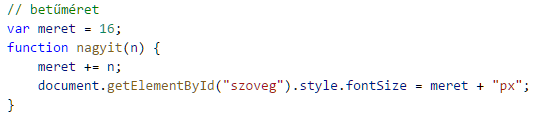 // betűméret
var meret = 16;
function nagyit(n) {
    meret += n;
    document.getElementById("szoveg").style.fontSize = meret + "px";
}